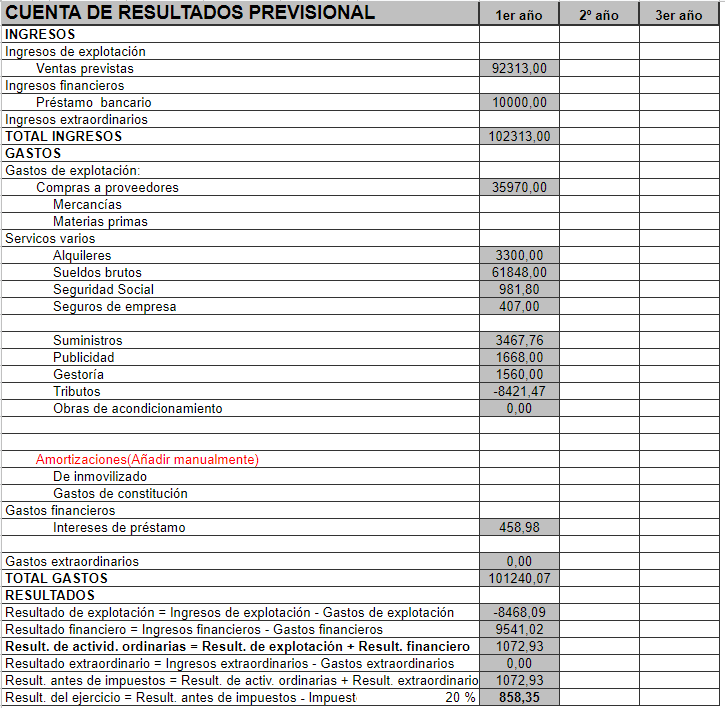 CUENTA DE RESULTADOS PREVISIONAL 1er año 2º año 3er año
INGRESOS
Ingresos de explotación
Ventas previstas 92313,00
Ingresos financieros
Préstamo bancario 10000,00
Ingresos extraordinarios
TOTAL INGRESOS 102313,00
GASTOS
Gastos de explotación:
Compras a proveedores 35970,00
Mercancías
Materias primas
Servicos varios
Alquileres 3300,00
Sueldos brutos 61848,00
Seguridad Social 981,80
Seguros de empresa 407,00
Suministros 3467,76
Publicidad 1668,00
Gestoría 1560,00
Tributos -8421,47
Obras de acondicionamiento 0,00
Amortizaciones(Añadir manualmente)
De inmovilizado
Gastos de constitución
Gastos financieros
Intereses de préstamo 458,98
Gastos extraordinarios 0,00
TOTAL GASTOS 101240,07
RESULTADOS
Resultado de explotación = Ingresos de explotación - Gastos de explotación -8468,09
Resultado financiero = Ingresos financieros - Gastos financieros 9541,02
Result. de activid. ordinarias = Result. de explotación + Result. financiero 1072,93
Resultado extraordinario = Ingresos extraordinarios - Gastos extraordinarios 0,00
Result. antes de impuestos = Result. de activ. ordinarias + Result. extraordinario 1072,93
Result. del ejercicio = Result. antes de impuestos - Impuest 20 % 858,35